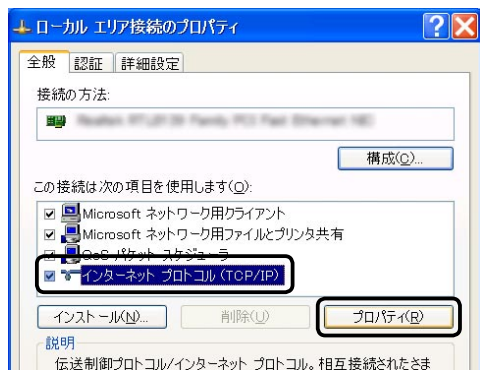 ローカル エリア接続のプロパティ
全般 認証 詳細設定
接続の方法:
構成(C)...
この接続は次の項目を使用します(O):
Microsoft ネットワーク用クライアント
Microsoft ネットワーク用ファイルとプリンタ共有
QoS パケット スケジューラ
インターネット プロトコル (TCP/IP)
インストール(N)... 削除(U) プロパティ(R)
説明
伝送制御プロトコル/インターネット プロトコル。相互接続されたさま